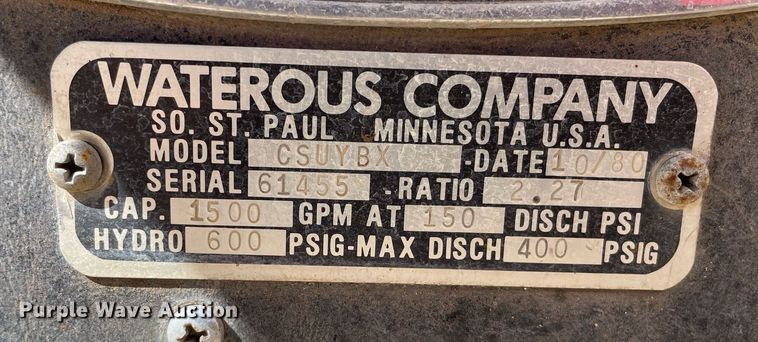 WATEROUS COMPANY
SO. ST. PAUL MINNESOTA U.S.A.
MODEL CSUYBX -DATE 10/80
SERIAL 61455 -RATIO 2.27
CAP. 1500 GPM AT 150 DISCH PSI
HYDRO 600 PSIG-MAX DISCH 400 PSIG
Purple Wave Auction